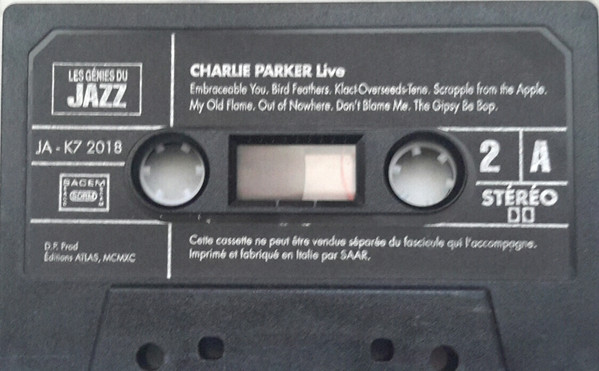 LES GÉNIES DU
JAZZ
CHARLIE PARKER Live
Embraceable You. Bird Feathers. Klact-Overseeds-Tene. Scrapple from the Apple.
My Old Flame. Out of Nowhere. Don't Blame Me. The Gipsy Be Bop.
JA - K7 2018
2 A
SACEM
SDRM
STÉRÉO
D.P. Prod
Éditions ATLAS, MCMXC
Cette cassette ne peut être vendue séparée du fascicule qui l'accompagne.
Imprimé et fabriqué en Italie par SAAR.